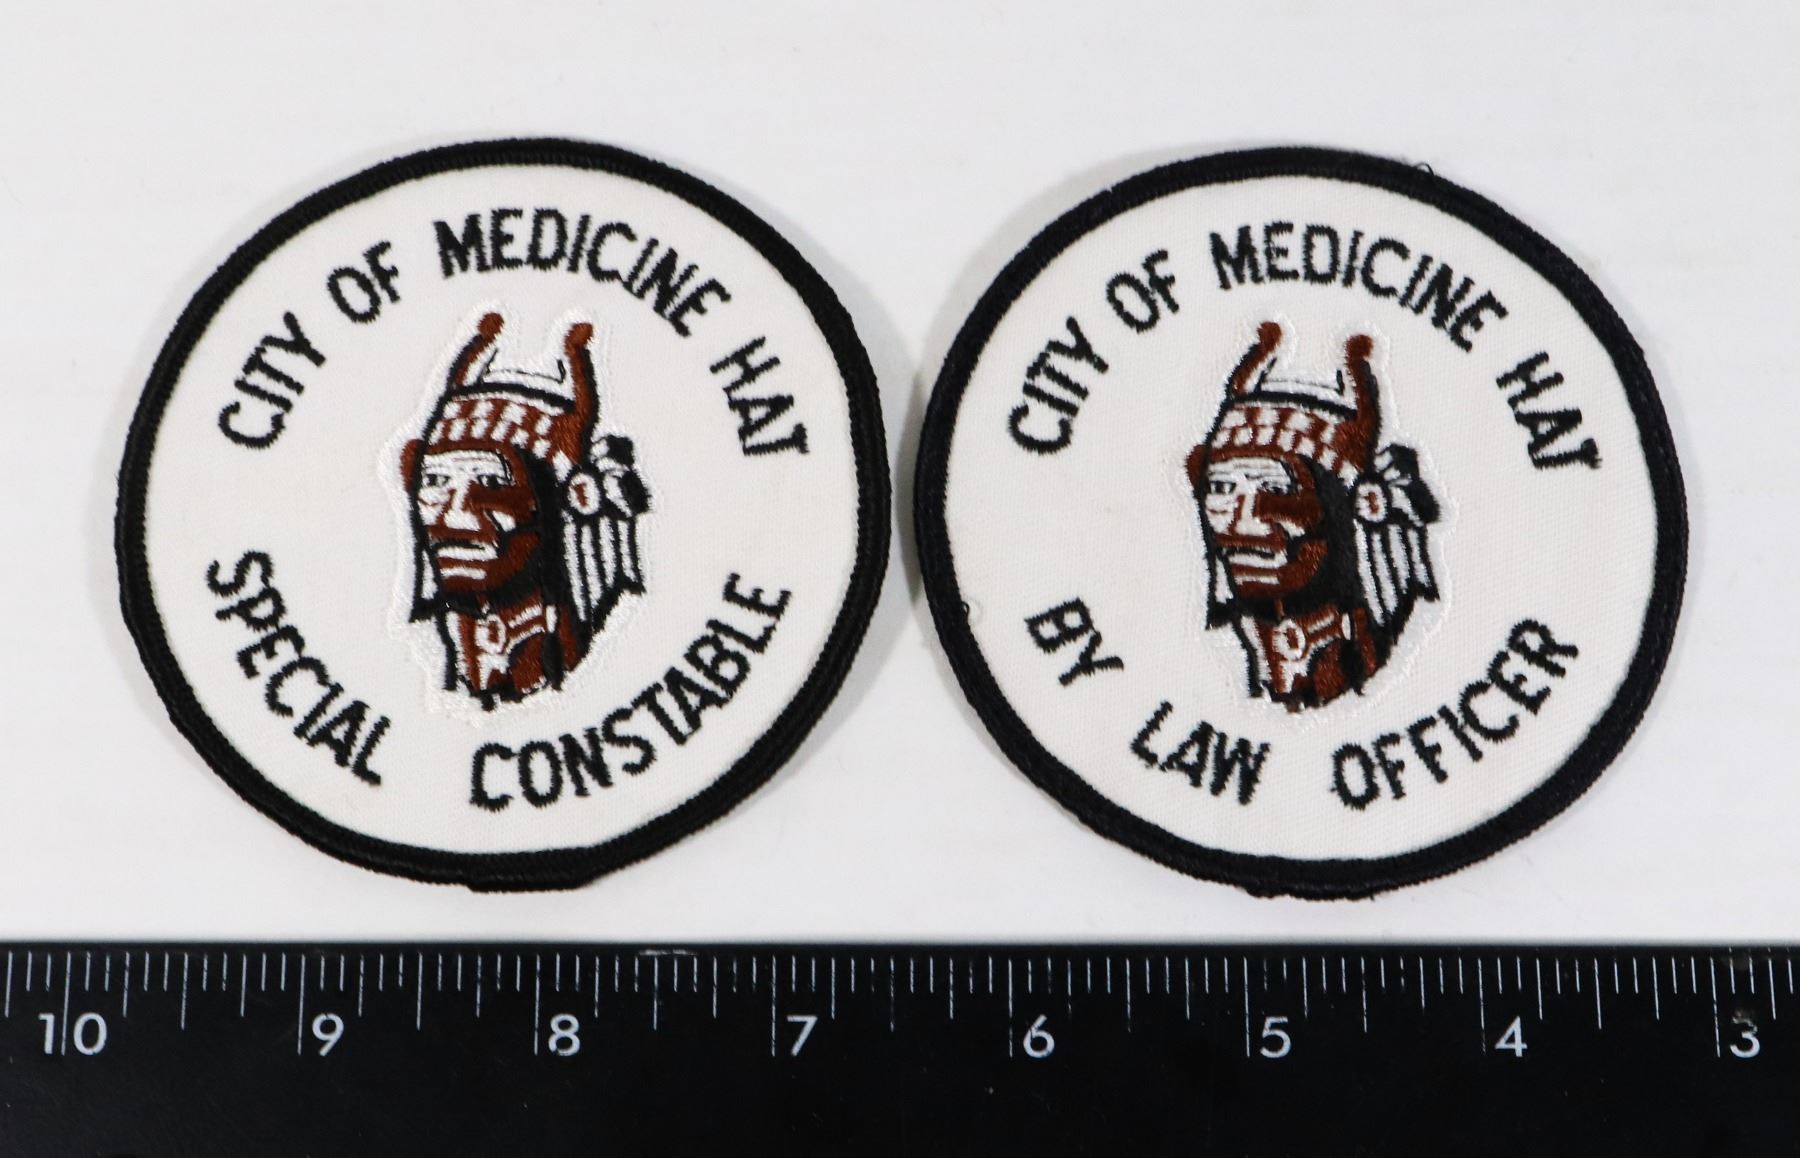 CITY OF MEDICINE HAT
SPECIAL CONSTABLE
CITY OF MEDICINE HAT
BY LAW OFFICER
10 9 8 7 6 5 4 3